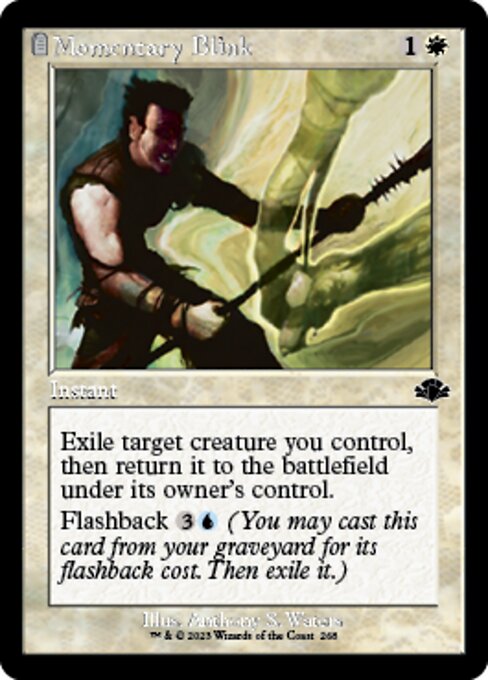 Momentary Blink 1
Instant
Exile target creature you control,
then return it to the battlefield
under its owner's control.
Flashback 3 (You may cast this
card from your graveyard for its
flashback cost. Then exile it.)
Illus. Anthony S. Waters
™ & © 2023 Wizards of the Coast 268